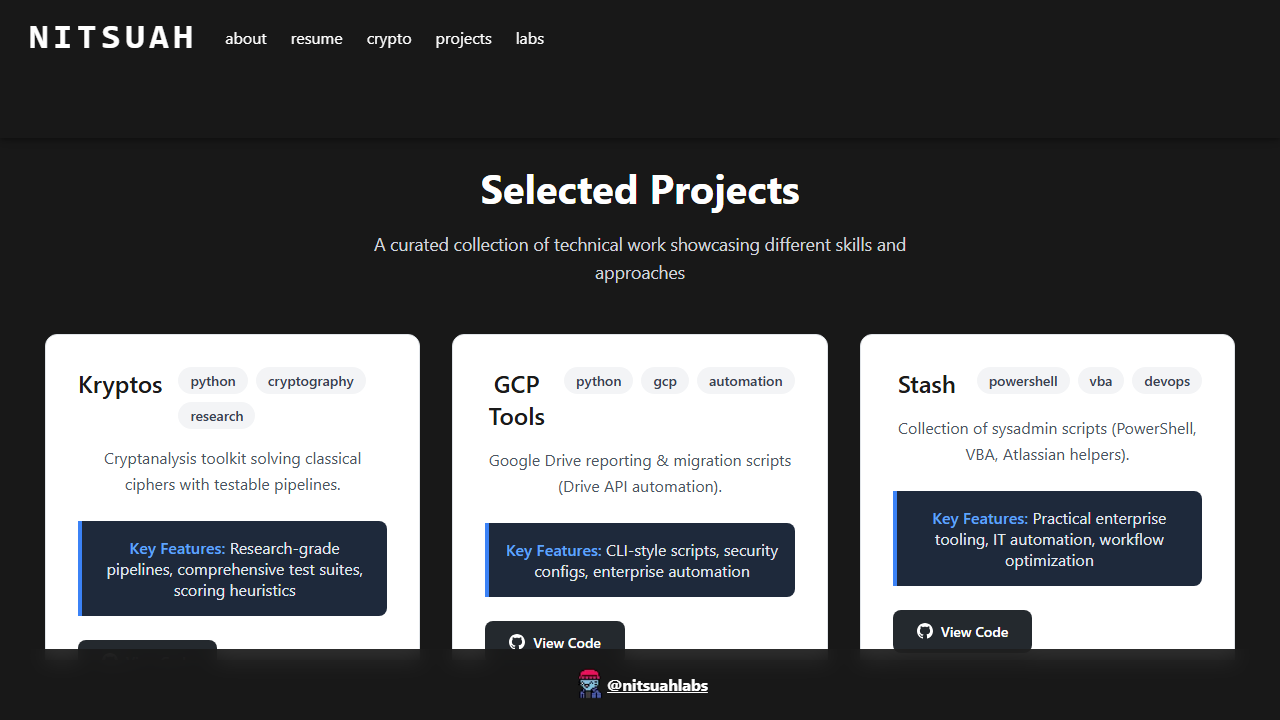 NITSUAH
about
resume
crypto
projects
labs
Selected Projects
A curated collection of technical work showcasing different skills and
approaches
Kryptos
python
cryptography
research
Cryptanalysis toolkit solving classical
ciphers with testable pipelines.
Key Features: Research-grade
pipelines, comprehensive test suites,
scoring heuristics
GCP
Tools
python
gcp
automation
Google Drive reporting & migration scripts
(Drive API automation).
Key Features: CLI-style scripts, security
configs, enterprise automation
View Code
Stash
powershell
vba
devops
Collection of sysadmin scripts (PowerShell,
VBA, Atlassian helpers).
Key Features: Practical enterprise
tooling, IT automation, workflow
optimization
View Code
@nitsuahlabs